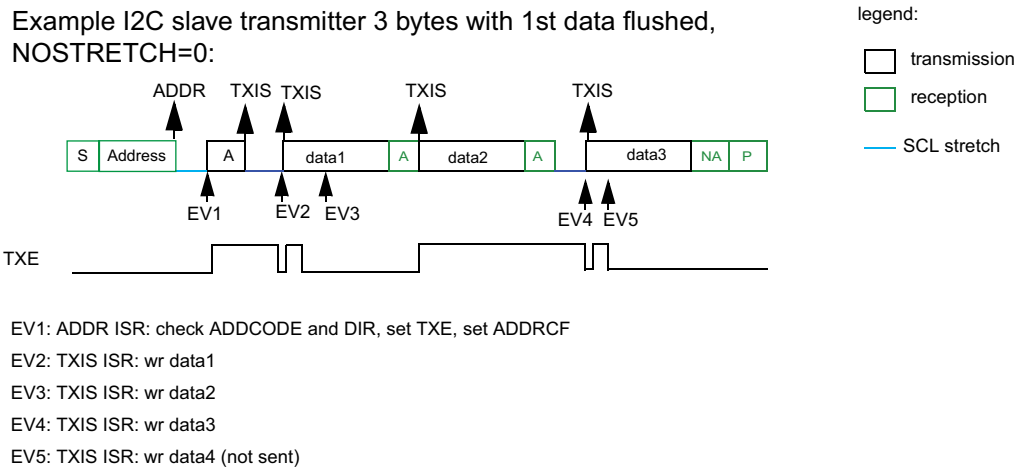 Example I2C slave transmitter 3 bytes with 1st data flushed,
NOSTRETCH=0:
legend:
transmission
reception
SCL stretch
ADDR TXIS TXIS TXIS TXIS
S Address A data1 A data2 A data3 NA P
EV1 EV2 EV3 EV4 EV5
TXE
EV1: ADDR ISR: check ADDCODE and DIR, set TXE, set ADDRCF
EV2: TXIS ISR: wr data1
EV3: TXIS ISR: wr data2
EV4: TXIS ISR: wr data3
EV5: TXIS ISR: wr data4 (not sent)